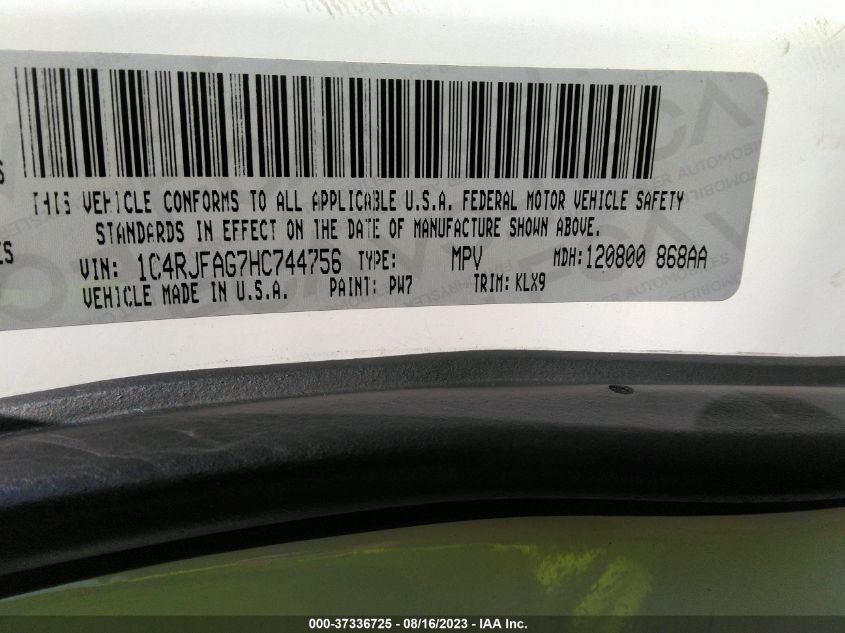 THIS VEHICLE CONFORMS TO ALL APPLICABLE U.S.A. FEDERAL MOTOR VEHICLE SAFETY
STANDARDS IN EFFECT ON THE DATE OF MANUFACTURE SHOWN ABOVE.
VIN: 1C4RJFAG7HC744756 TYPE: MPV MDH: 120800 868AA
VEHICLE MADE IN U.S.A. PAINT: PW7 TRIM: KLX9
000-37336725 - 08/16/2023 - IAA Inc.